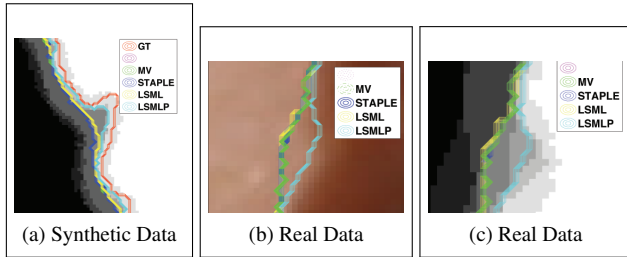 GT
MV
STAPLE
LSML
LSMLP
MV
STAPLE
LSML
LSMLP
MV
STAPLE
LSML
LSMLP
(a) Synthetic Data
(b) Real Data
(c) Real Data